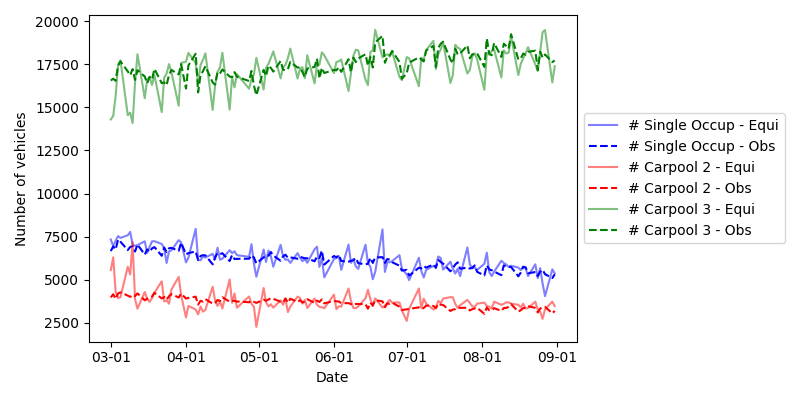 20000
17500
15000
12500
10000
7500
5000
2500
Number of vehicles
03-01 04-01 05-01 06-01 07-01 08-01 09-01
Date
# Single Occup - Equi
# Single Occup - Obs
# Carpool 2 - Equi
# Carpool 2 - Obs
# Carpool 3 - Equi
# Carpool 3 - Obs